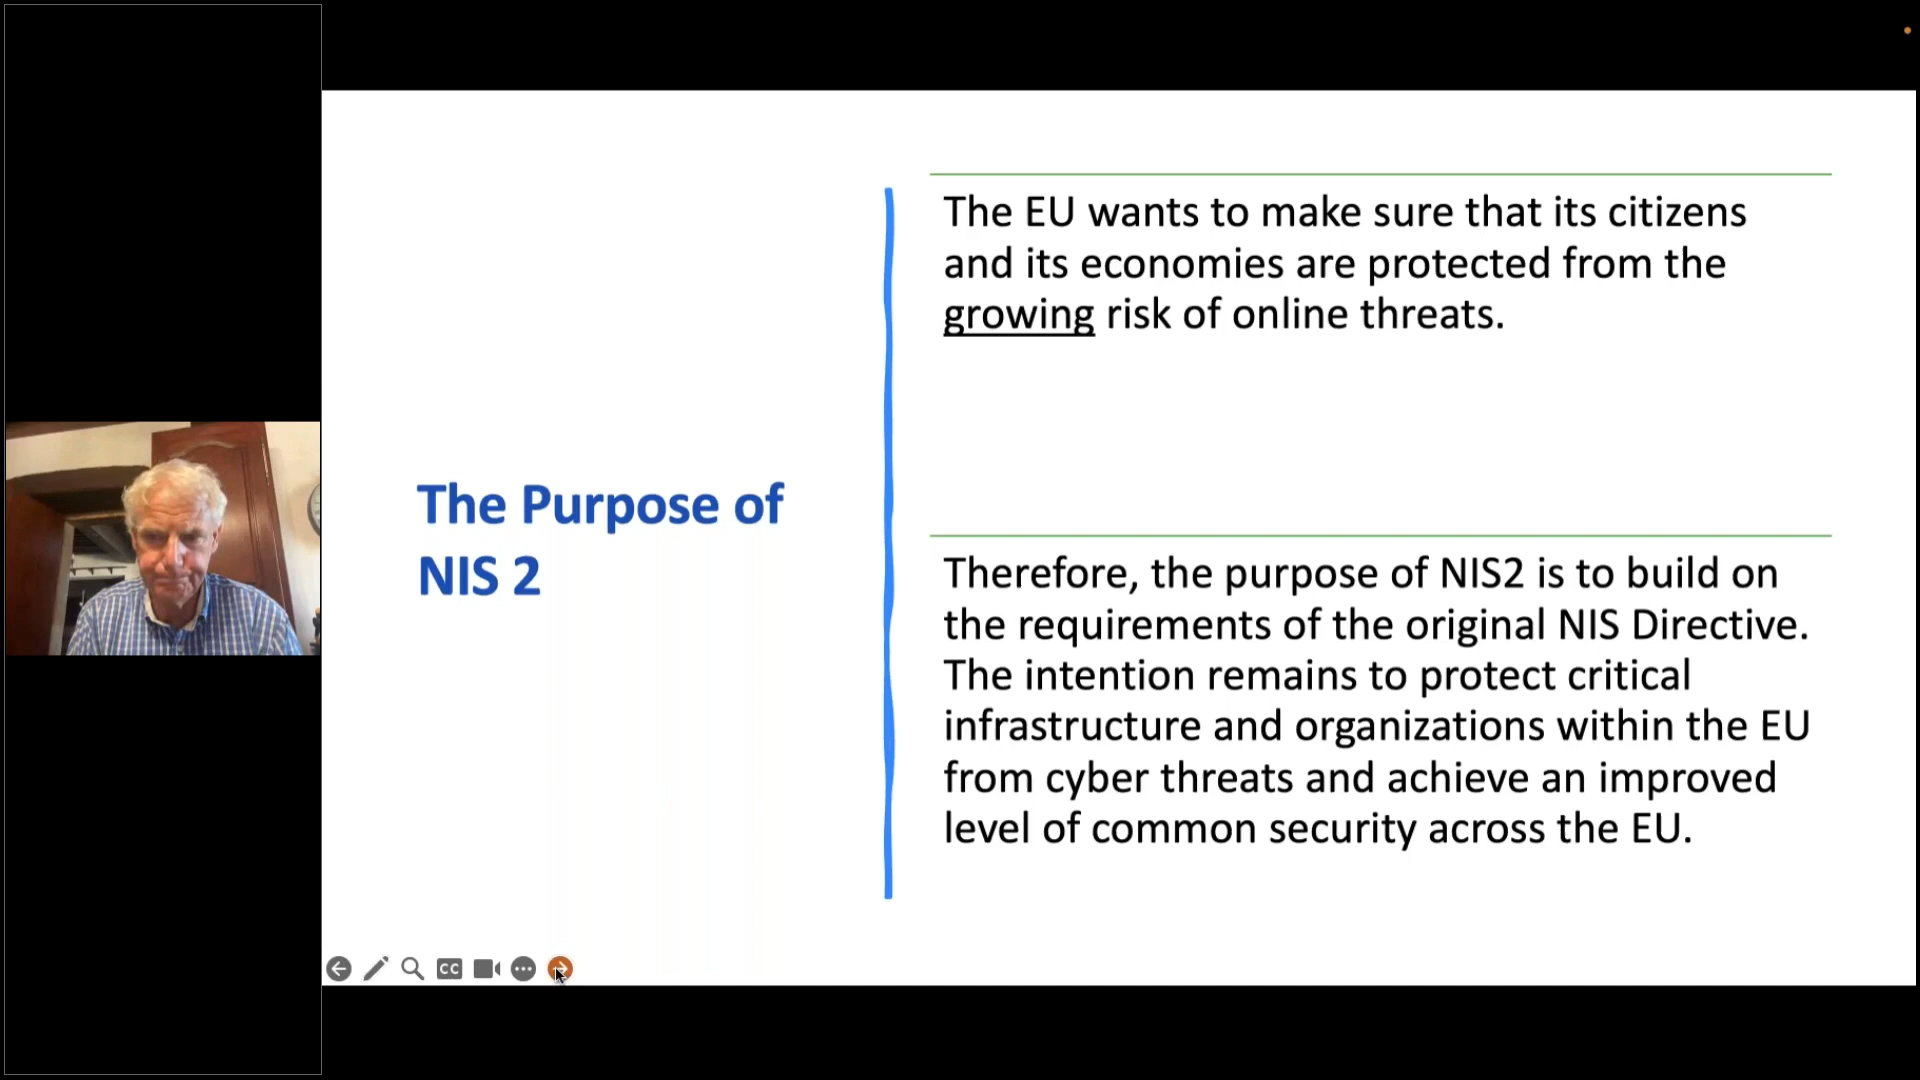 The Purpose of
NIS 2
The EU wants to make sure that its citizens
and its economies are protected from the
growing risk of online threats.
Therefore, the purpose of NIS2 is to build on
the requirements of the original NIS Directive.
The intention remains to protect critical
infrastructure and organizations within the EU
from cyber threats and achieve an improved
level of common security across the EU.
CC